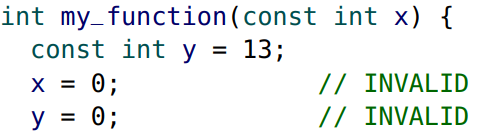 int my_function(const int x) {
  const int y = 13;
  x = 0;             // INVALID
  y = 0;             // INVALID